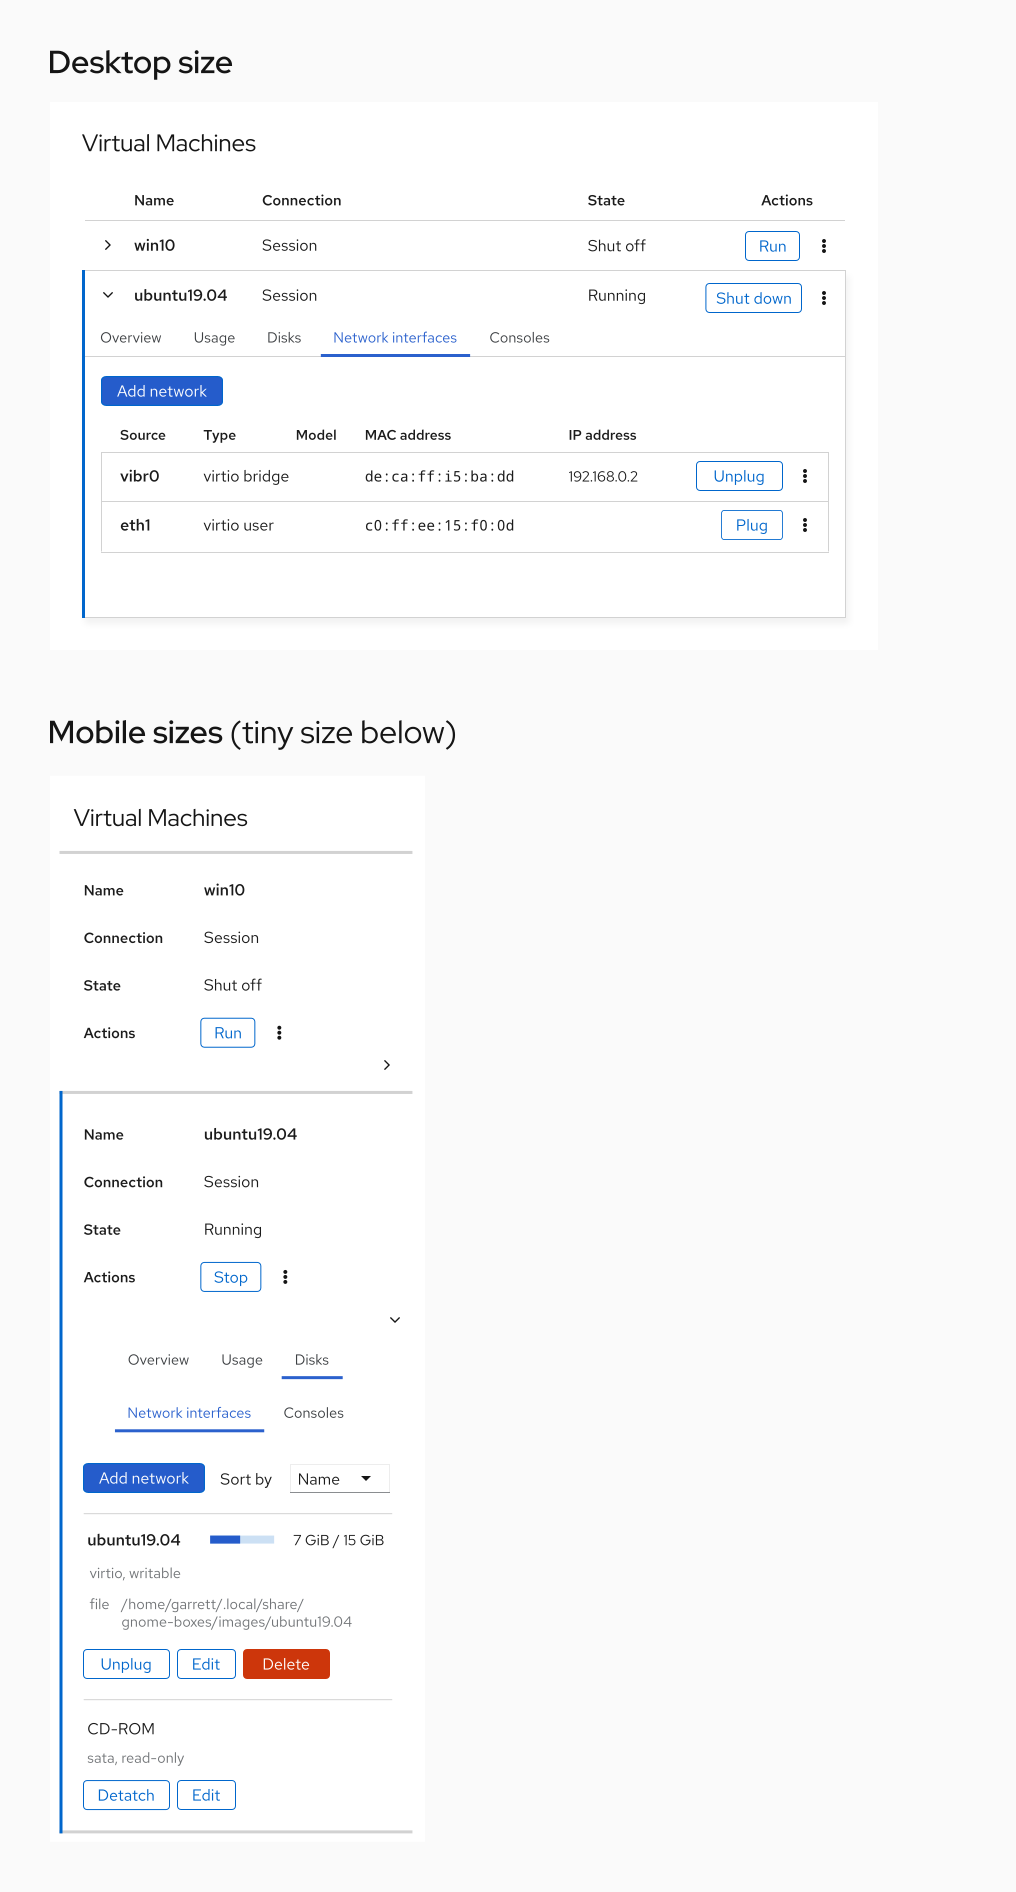 Desktop size
Virtual Machines
Name Connection State Actions
win10 Session Shut off Run
ubuntu19.04 Session Running Shut down
Overview Usage Disks Network interfaces Consoles
Add network
Source Type Model MAC address IP address
vibr0 virtio bridge de:ca:ff:i5:ba:dd 192.168.0.2 Unplug
eth1 virtio user c0:ff:ee:15:f0:0d Plug
Mobile sizes (tiny size below)
Virtual Machines
Name win10
Connection Session
State Shut off
Actions Run
Name ubuntu19.04
Connection Session
State Running
Actions Stop
Overview Usage Disks
Network interfaces Consoles
Add network Sort by Name
ubuntu19.04 7 GiB / 15 GiB
virtio, writable
file /home/garrett/.local/share/
gnome-boxes/images/ubuntu19.04
Unplug Edit Delete
CD-ROM
sata, read-only
Detatch Edit